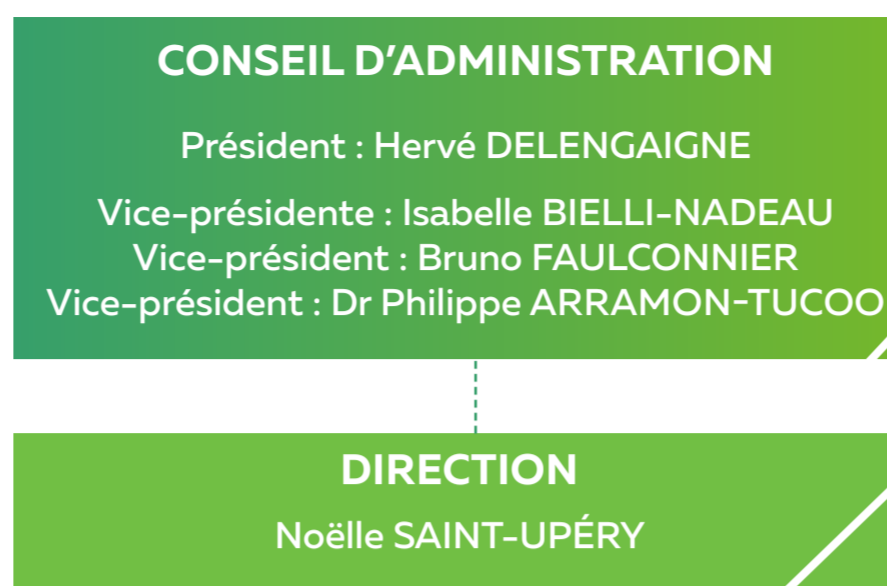 CONSEIL D’ADMINISTRATION
Président : Hervé DELENGAIGNE
Vice-présidente : Isabelle BIELLI-NADEAU
Vice-président : Bruno FAULCONNIER
Vice-président : Dr Philippe ARRAMON-TUCOO
DIRECTION
Noëlle SAINT-UPÉRY